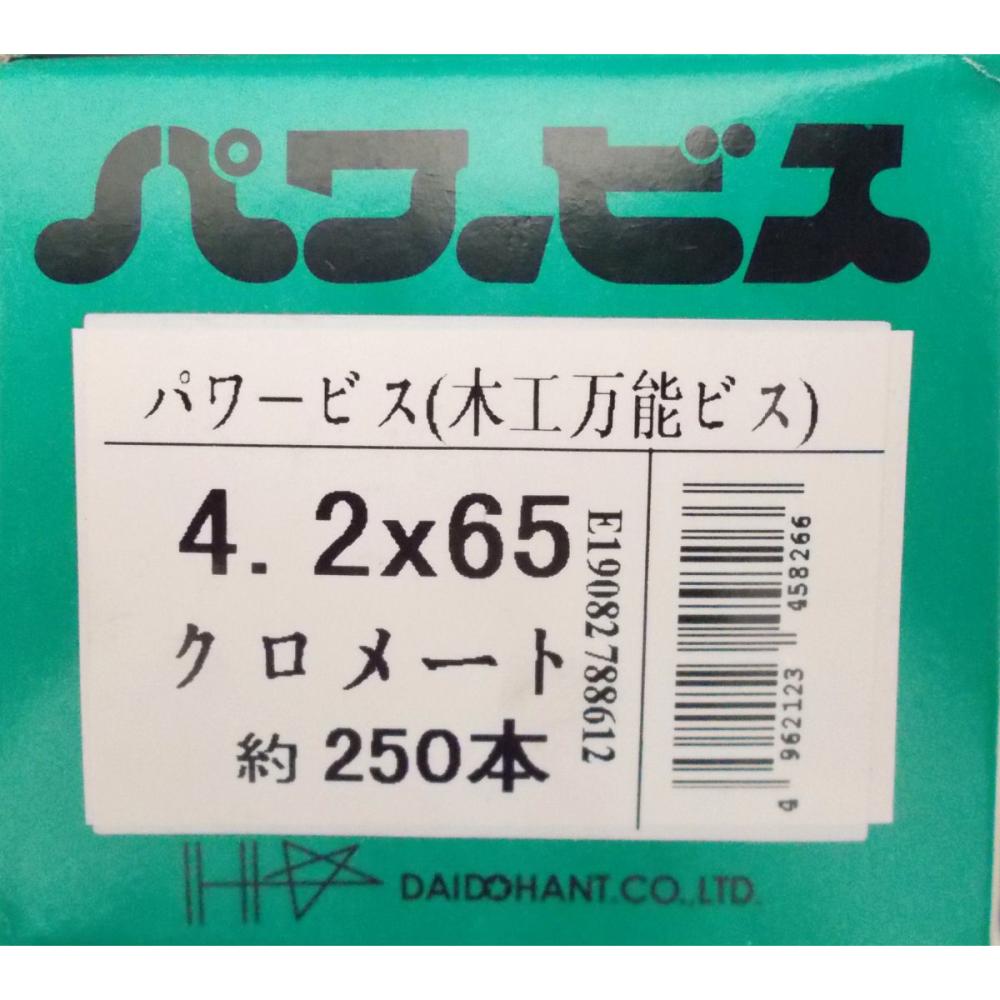 パワービス
パワービス(木工万能ビス)
4.2x65
クロメート
約 250本
E19082788612
4 962123 458266
DAIDOHANT.CO.,LTD.